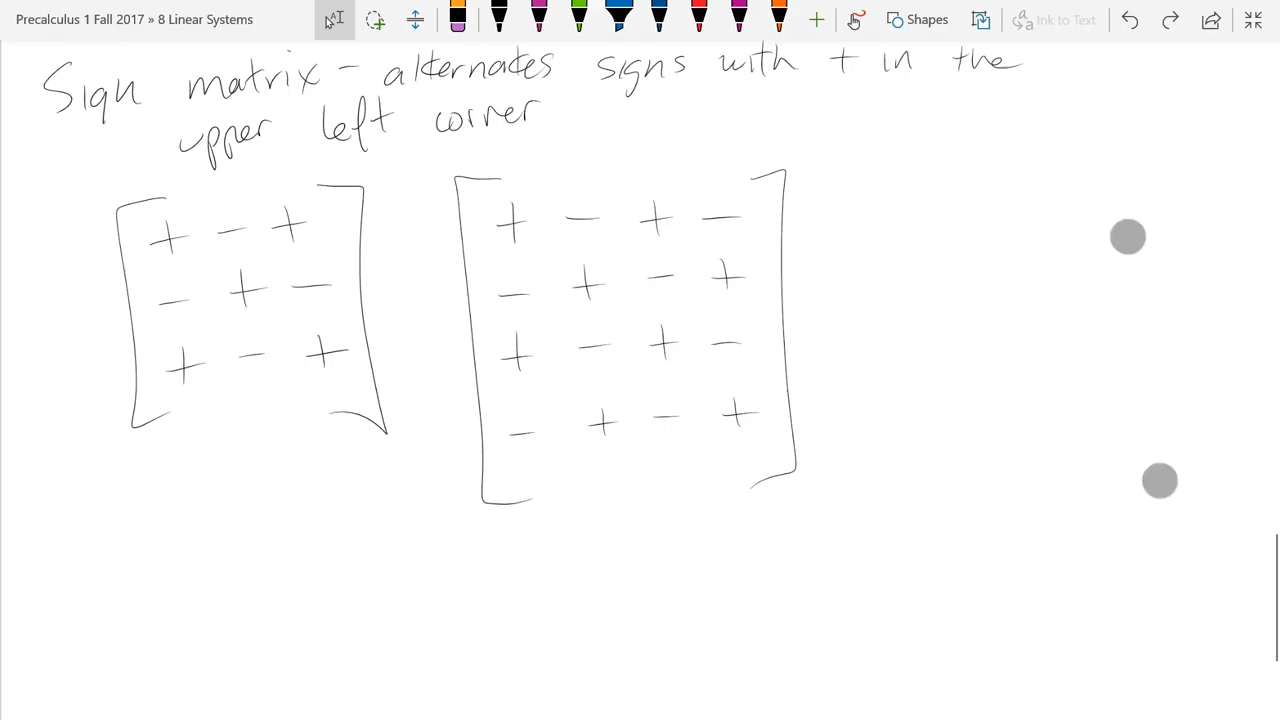 Precalculus 1 Fall 2017 » 8 Linear Systems
Shapes
Ink to Text
Sign matrix - alternates signs with + in the
upper left corner
+ - +
- + -
+ - +
+ - + -
- + - +
+ - + -
- + - +